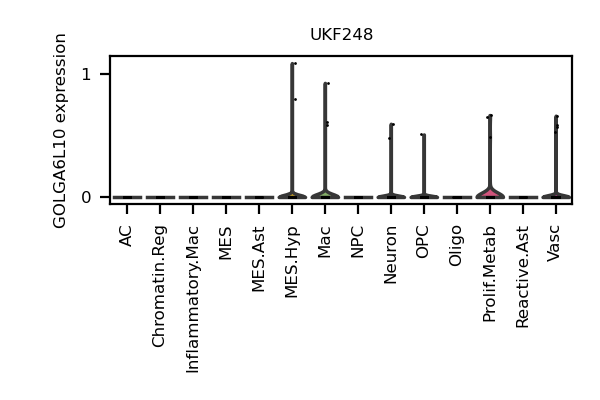 UKF248
GOLGA6L10 expression
1
0
AC
Chromatin.Reg
Inflammatory.Mac
MES
MES.Ast
MES.Hyp
Mac
NPC
Neuron
OPC
Oligo
Prolif.Metab
Reactive.Ast
Vasc